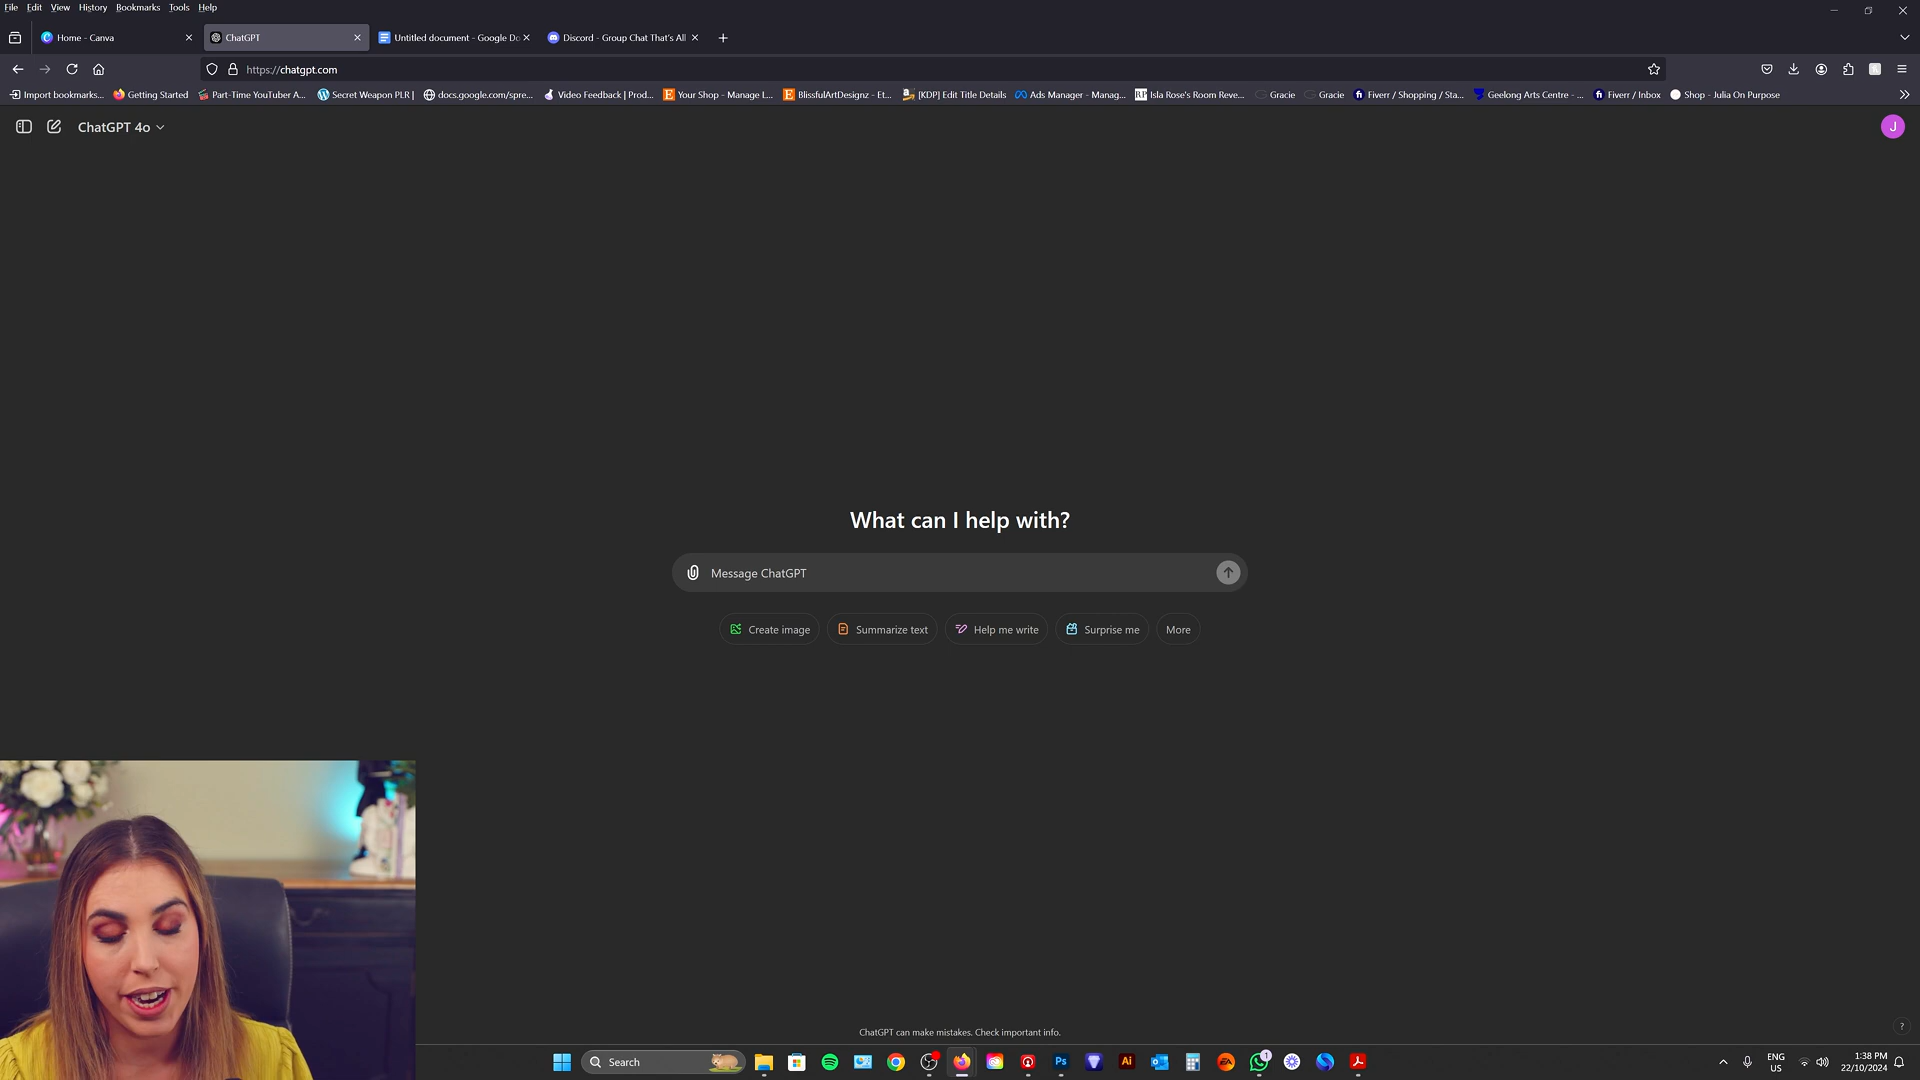 File Edit View History Bookmarks Tools Help
Home - Canva
ChatGPT
Untitled document - Google Do
Discord - Group Chat That's All
https://chatgpt.com
Import bookmarks...
Getting Started
Part-Time YouTuber A...
Secret Weapon PLR |
docs.google.com/spre...
Video Feedback | Prod...
Your Shop - Manage L...
BlissfulArtDesignz - Et...
[KDP] Edit Title Details
Ads Manager - Manag...
RP Isla Rose's Room Reve...
Gracie
Gracie
Fiverr / Shopping / Sta...
Geelong Arts Centre - ...
Fiverr / Inbox
Shop - Julia On Purpose
ChatGPT 4o
J
What can I help with?
Message ChatGPT
Create image
Summarize text
Help me write
Surprise me
More
ChatGPT can make mistakes. Check important info.
?
Search
Ps
Ai
EA
1
ENG
US
1:38 PM
22/10/2024